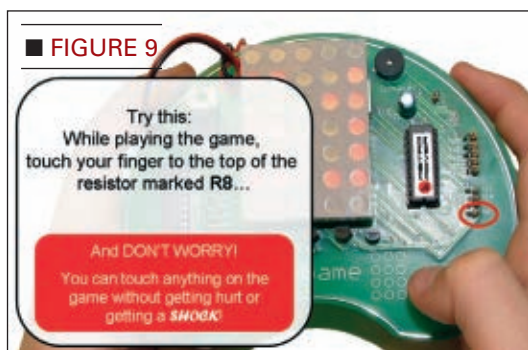 ■ FIGURE 9
Try this:
While playing the game,
touch your finger to the top of the
resistor marked R8...
And DON'T WORRY!
You can touch anything on the
game without getting hurt or
getting a SHOCK!
ame